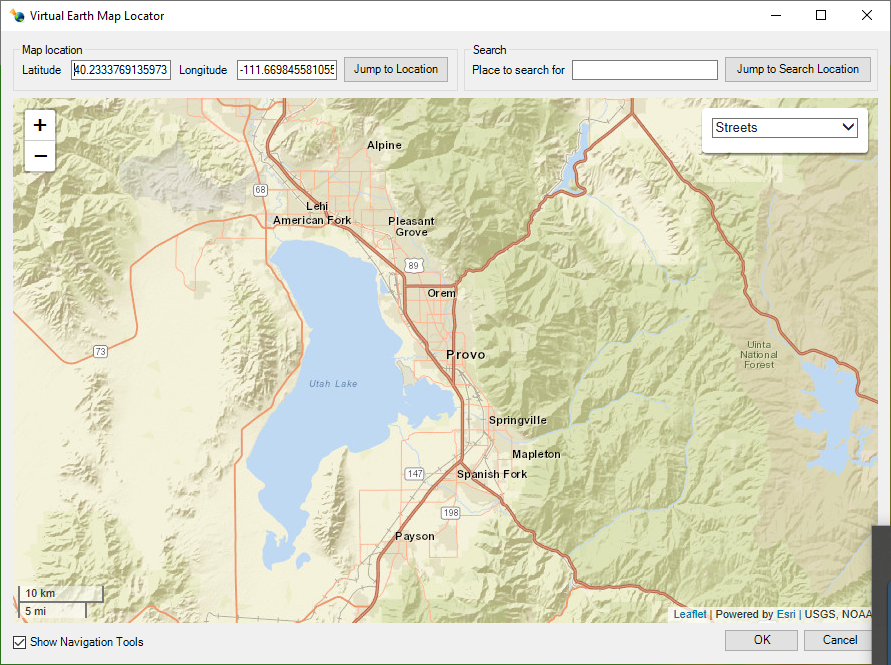 Virtual Earth Map Locator
Map location
Latitude 40.2333769135973 Longitude -111.669845581055 Jump to Location
Search
Place to search for Jump to Search Location
+
−
Streets
Alpine
68
Lehi
American Fork
Pleasant
Grove
89
Orem
73
Provo
Uinta
National
Forest
Utah Lake
Springville
Mapleton
147
Spanish Fork
198
Payson
10 km
5 mi
Leaflet | Powered by Esri | USGS, NOAA
Show Navigation Tools
OK
Cancel